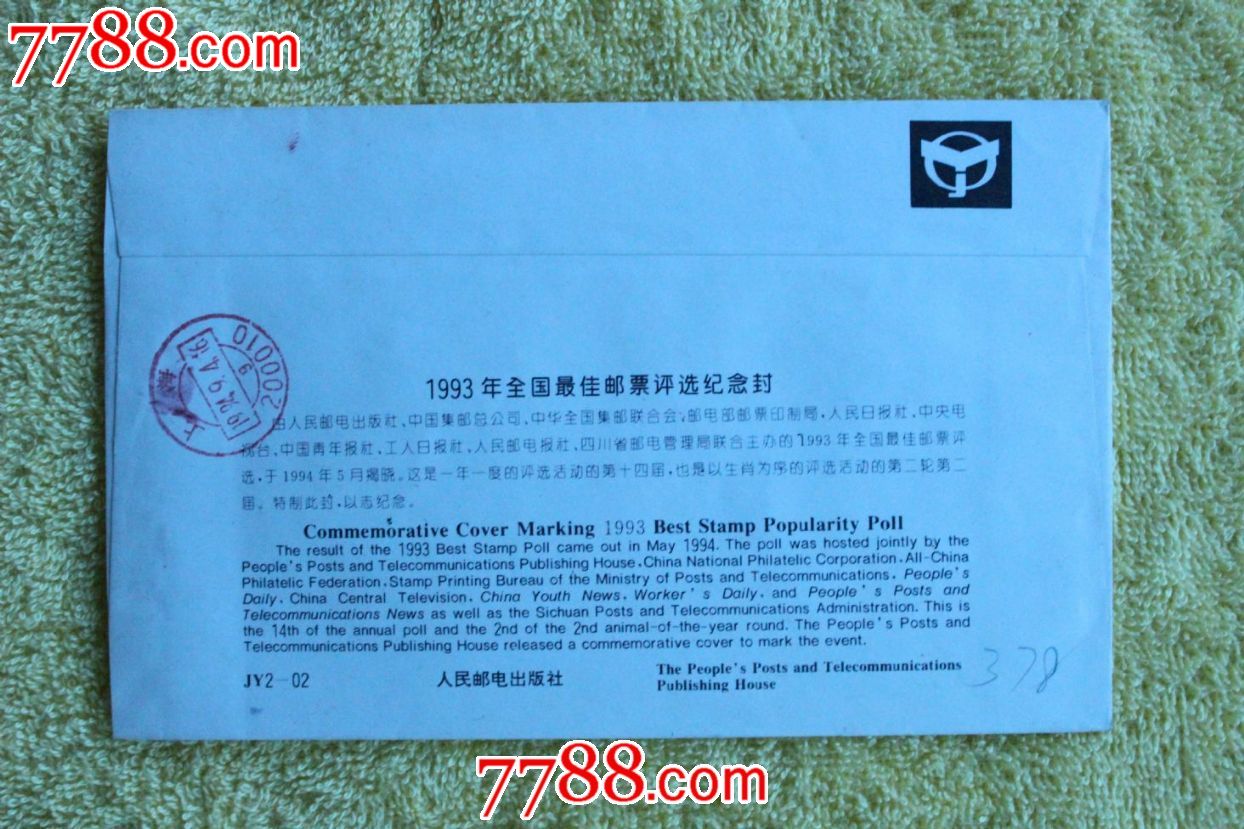 7788.com
200010
9
1994.9.4.16
上海
1993年全国最佳邮票评选纪念封
由人民邮电出版社、中国集邮总公司、中华全国集邮联合会、邮电部邮票印制局、人民日报社、中央电
视台、中国青年报社、工人日报社、人民邮电报社、四川省邮电管理局联合主办的1993年全国最佳邮票评
选,于1994年5月揭晓。这是一年一度的评选活动的第十四届,也是以生肖为序的评选活动的第二轮第二
届。特制此封,以志纪念。
Commemorative Cover Marking 1993 Best Stamp Popularity Poll
The result of the 1993 Best Stamp Poll came out in May 1994. The poll was hosted jointly by the
People's Posts and Telecommunications Publishing House, China National Philatelic Corporation, All-China
Philatelic Federation, Stamp Printing Bureau of the Ministry of Posts and Telecommunications, People's
Daily, China Central Television, China Youth News, Worker's Daily, and People's Posts and
Telecommunications News as well as the Sichuan Posts and Telecommunications Administration. This is
the 14th of the annual poll and the 2nd of the 2nd animal-of-the-year round. The People's Posts and
Telecommunications Publishing House released a commemorative cover to mark the event.
JY2-02
人民邮电出版社
The People's Posts and Telecommunications
Publishing House
378
7788.com